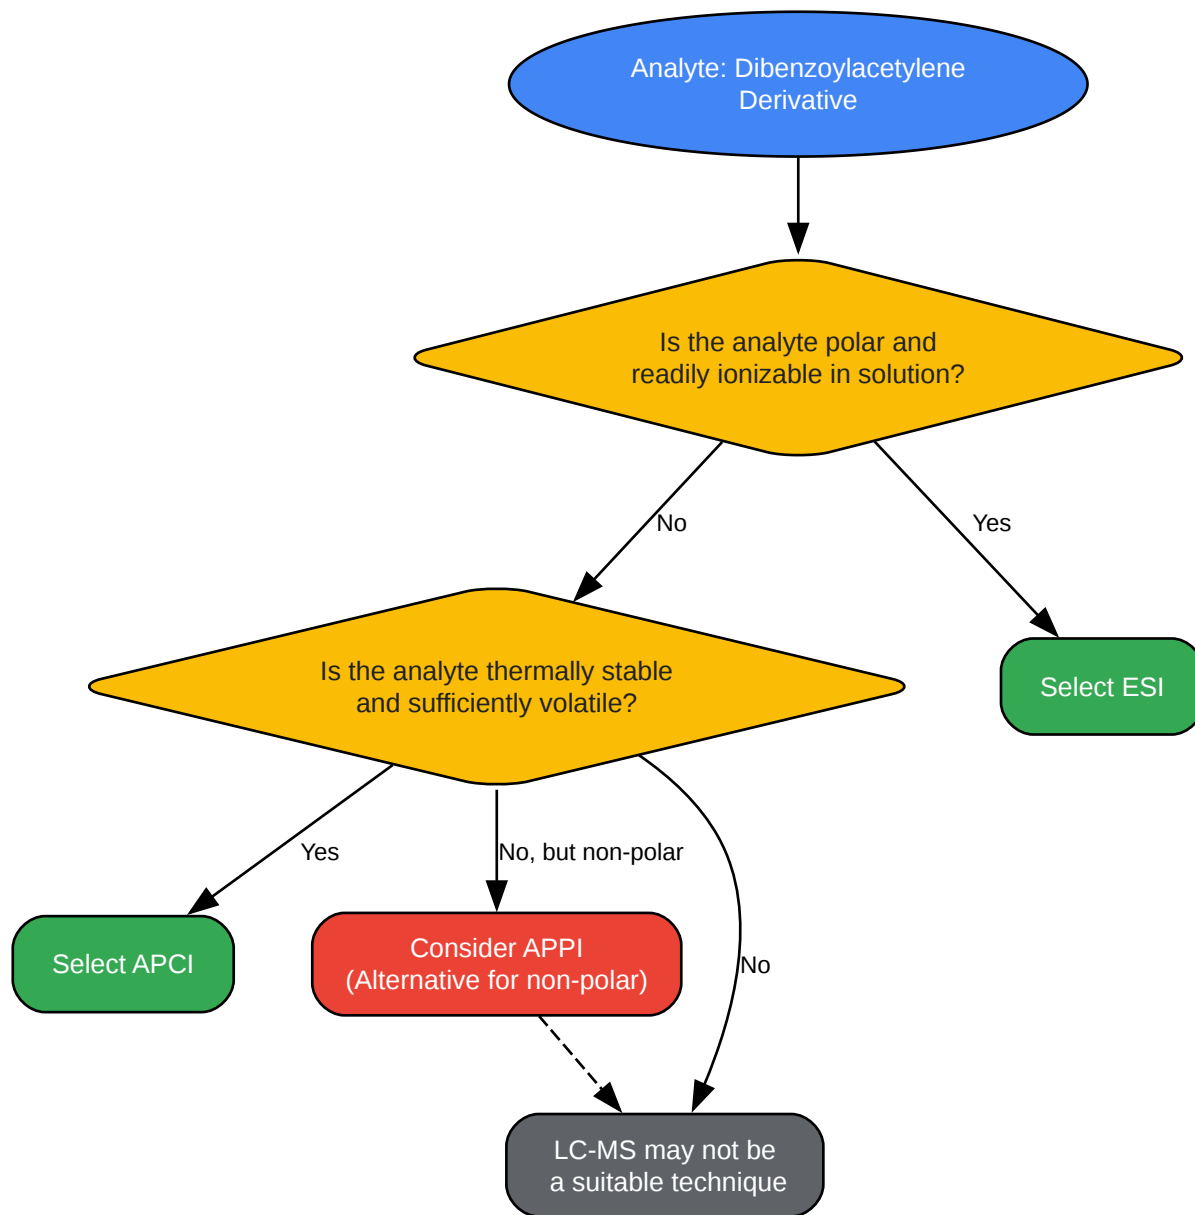 Analyte: Dibenzoylacetylene
Derivative
Is the analyte polar and
readily ionizable in solution?
No
Yes
Is the analyte thermally stable
and sufficiently volatile?
Select ESI
Yes
No, but non-polar
Select APCI
Consider APPI
(Alternative for non-polar)
No
LC-MS may not be
a suitable technique